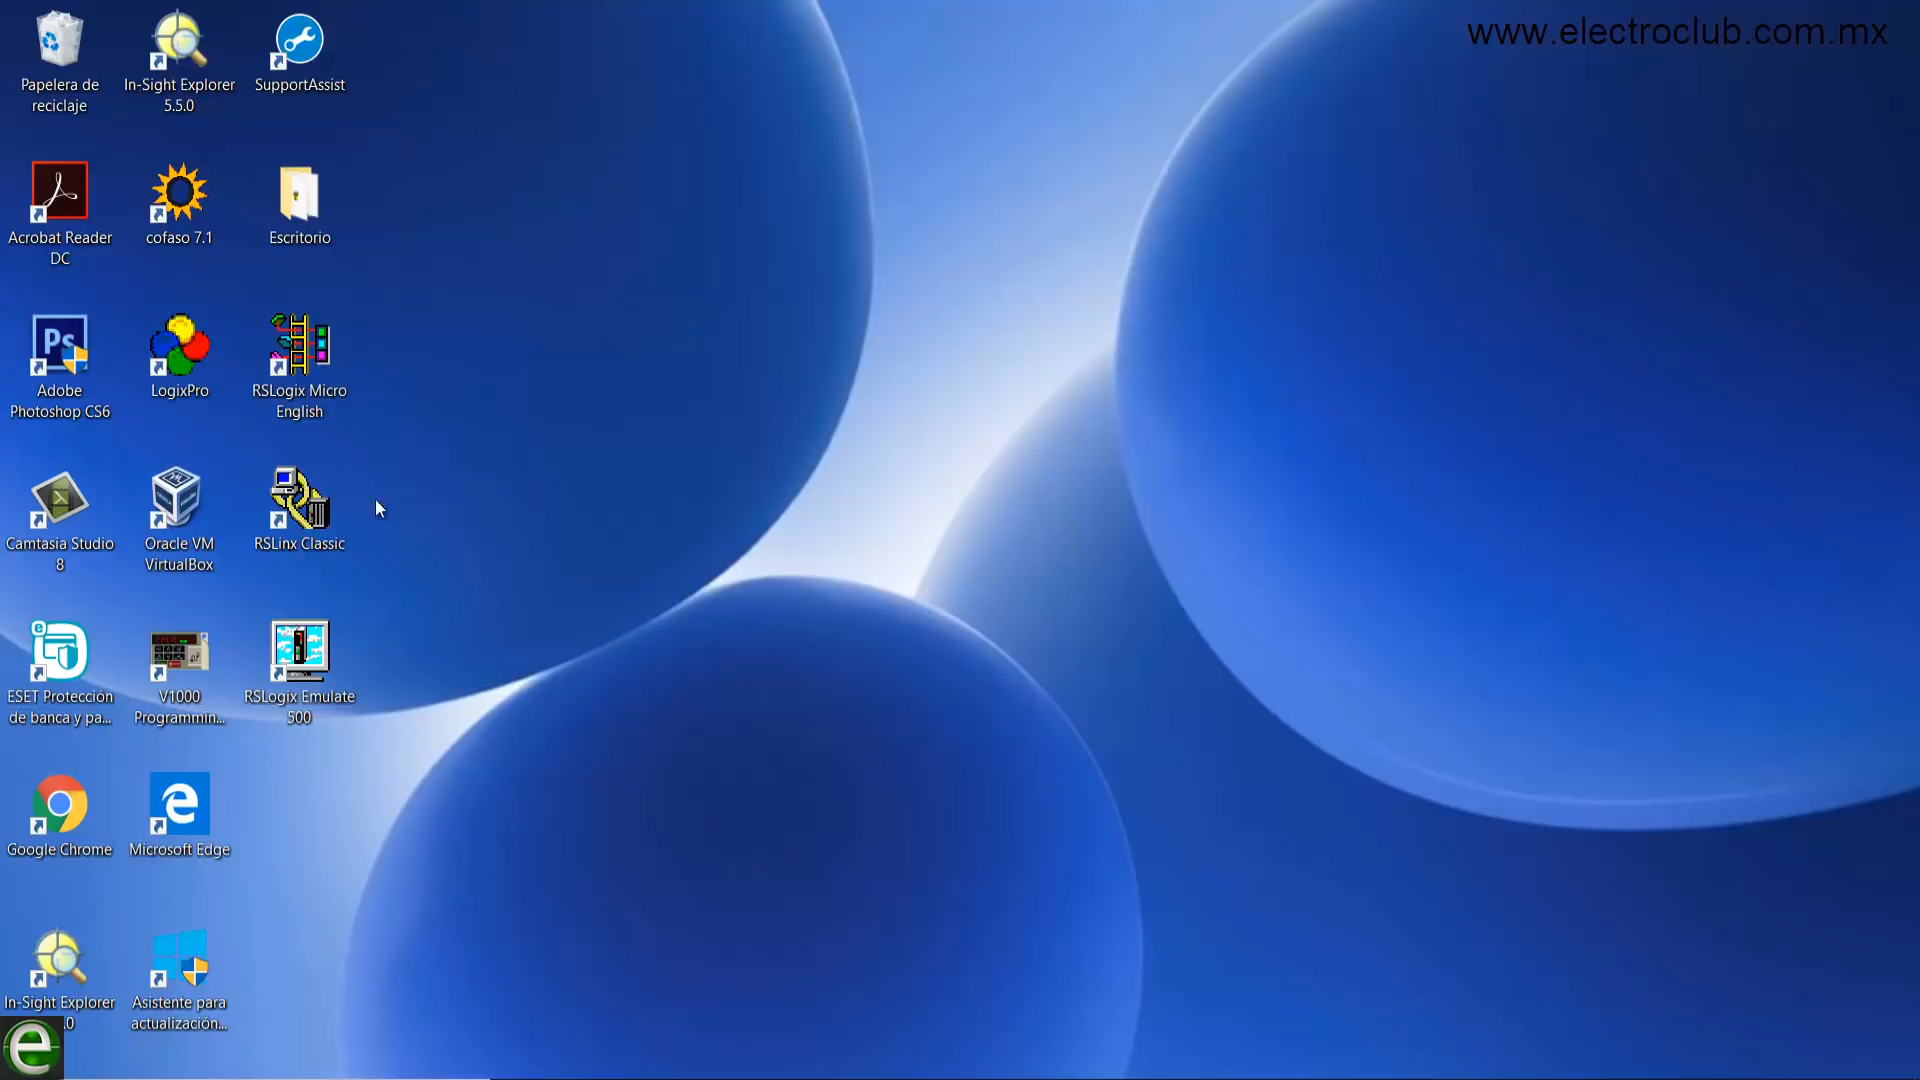 www.electroclub.com.mx
Papelera de
reciclaje
In-Sight Explorer
5.5.0
SupportAssist
Acrobat Reader
DC
cofaso 7.1
Escritorio
Adobe
Photoshop CS6
LogixPro
RSLogix Micro
English
Camtasia Studio
8
Oracle VM
VirtualBox
RSLinx Classic
ESET Protección
de banca y pa...
V1000
Programmin...
RSLogix Emulate
500
Google Chrome
Microsoft Edge
In-Sight Explorer
.0
Asistente para
actualización...